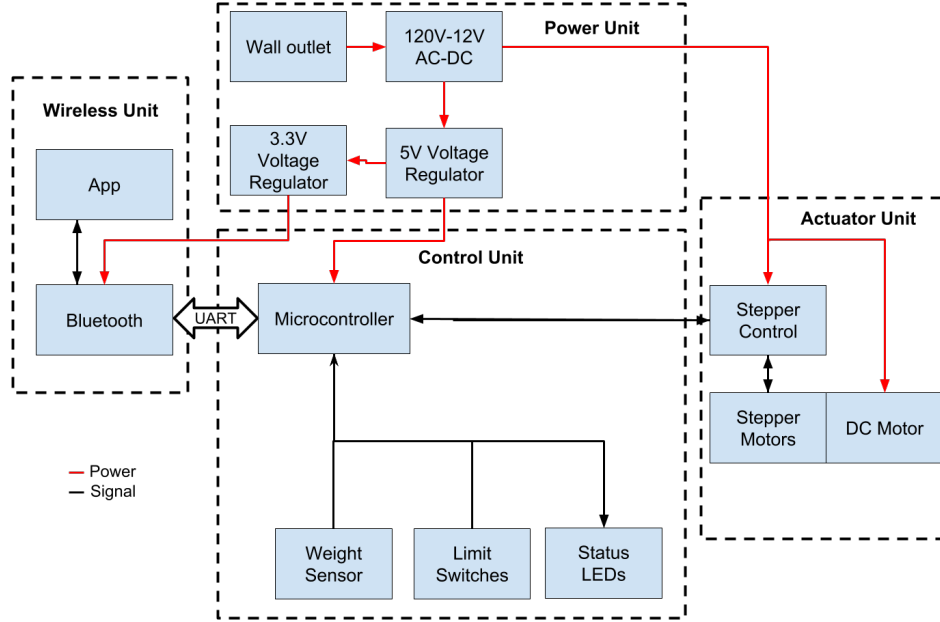 Power Unit
Wall outlet
120V-12V
AC-DC
3.3V
Voltage
Regulator
5V Voltage
Regulator
Wireless Unit
App
Bluetooth
UART
Control Unit
Microcontroller
Weight
Sensor
Limit
Switches
Status
LEDs
Actuator Unit
Stepper
Control
Stepper
Motors
DC Motor
Power
Signal